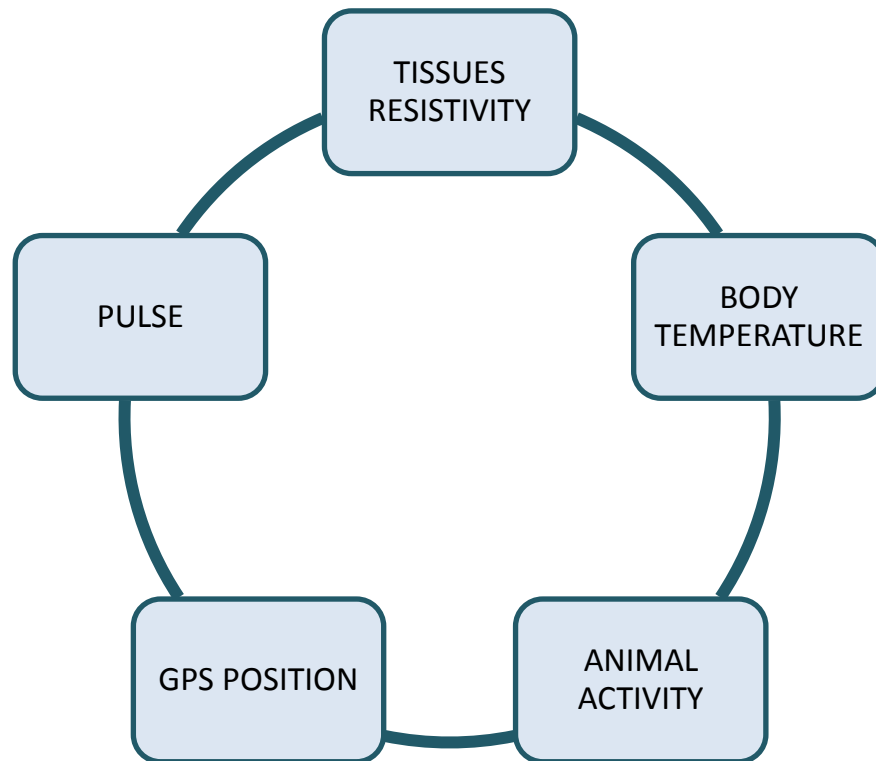 TISSUES
RESISTIVITY
BODY
TEMPERATURE
ANIMAL
ACTIVITY
GPS POSITION
PULSE